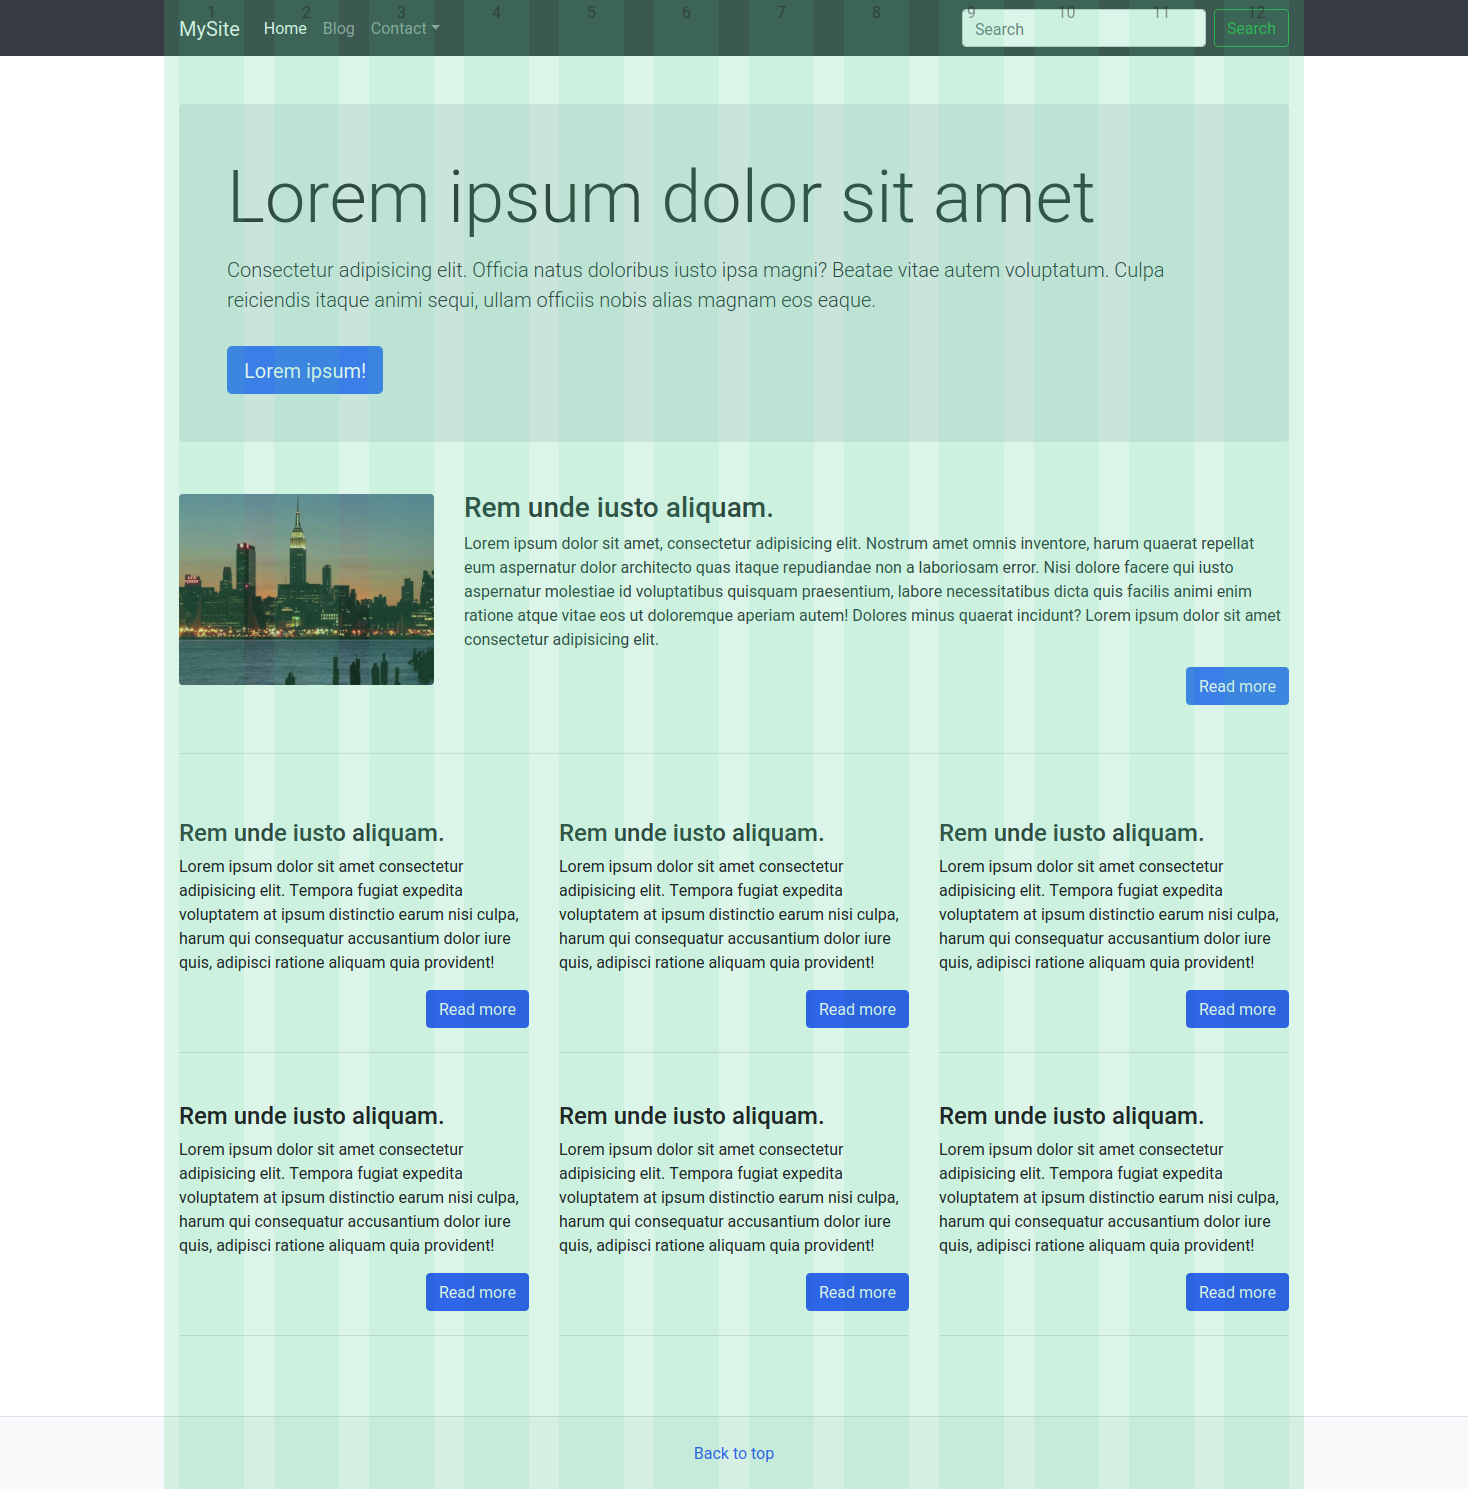 1 2 3 4 5 6 7 8 9 10 11 12
MySite Home Blog Contact Search Search
Lorem ipsum dolor sit amet
Consectetur adipisicing elit. Officia natus doloribus iusto ipsa magni? Beatae vitae autem voluptatum. Culpa
reiciendis itaque animi sequi, ullam officiis nobis alias magnam eos eaque.
Lorem ipsum!
Rem unde iusto aliquam.
Lorem ipsum dolor sit amet, consectetur adipisicing elit. Nostrum amet omnis inventore, harum quaerat repellat
eum aspernatur dolor architecto quas itaque repudiandae non a laboriosam error. Nisi dolore facere qui iusto
aspernatur molestiae id voluptatibus quisquam praesentium, labore necessitatibus dicta quis facilis animi enim
ratione atque vitae eos ut doloremque aperiam autem! Dolores minus quaerat incidunt? Lorem ipsum dolor sit amet
consectetur adipisicing elit.
Read more
Rem unde iusto aliquam.
Lorem ipsum dolor sit amet consectetur
adipisicing elit. Tempora fugiat expedita
voluptatem at ipsum distinctio earum nisi culpa,
harum qui consequatur accusantium dolor iure
quis, adipisci ratione aliquam quia provident!
Read more
Rem unde iusto aliquam.
Lorem ipsum dolor sit amet consectetur
adipisicing elit. Tempora fugiat expedita
voluptatem at ipsum distinctio earum nisi culpa,
harum qui consequatur accusantium dolor iure
quis, adipisci ratione aliquam quia provident!
Read more
Rem unde iusto aliquam.
Lorem ipsum dolor sit amet consectetur
adipisicing elit. Tempora fugiat expedita
voluptatem at ipsum distinctio earum nisi culpa,
harum qui consequatur accusantium dolor iure
quis, adipisci ratione aliquam quia provident!
Read more
Rem unde iusto aliquam.
Lorem ipsum dolor sit amet consectetur
adipisicing elit. Tempora fugiat expedita
voluptatem at ipsum distinctio earum nisi culpa,
harum qui consequatur accusantium dolor iure
quis, adipisci ratione aliquam quia provident!
Read more
Rem unde iusto aliquam.
Lorem ipsum dolor sit amet consectetur
adipisicing elit. Tempora fugiat expedita
voluptatem at ipsum distinctio earum nisi culpa,
harum qui consequatur accusantium dolor iure
quis, adipisci ratione aliquam quia provident!
Read more
Rem unde iusto aliquam.
Lorem ipsum dolor sit amet consectetur
adipisicing elit. Tempora fugiat expedita
voluptatem at ipsum distinctio earum nisi culpa,
harum qui consequatur accusantium dolor iure
quis, adipisci ratione aliquam quia provident!
Read more
Back to top